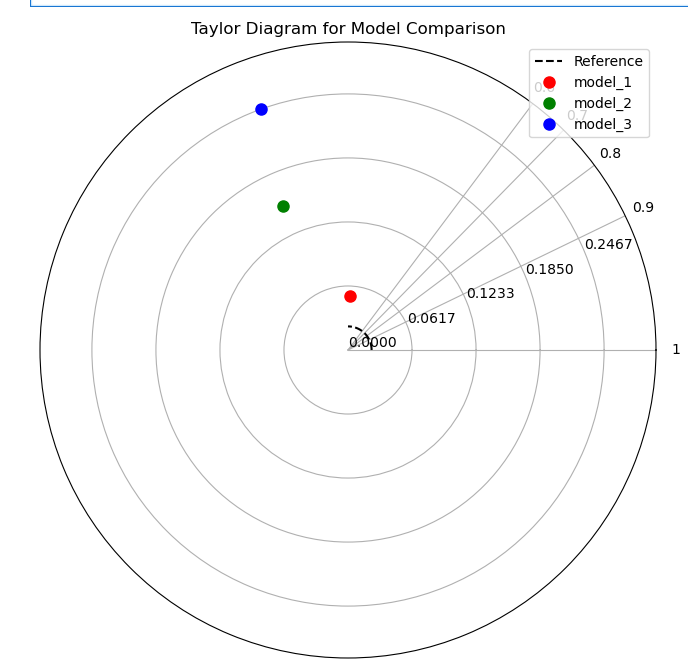 Taylor Diagram for Model Comparison
Reference
model_1
model_2
model_3
0.7
0.8
0.9
1
0.2467
0.1850
0.1233
0.0617
0.0000